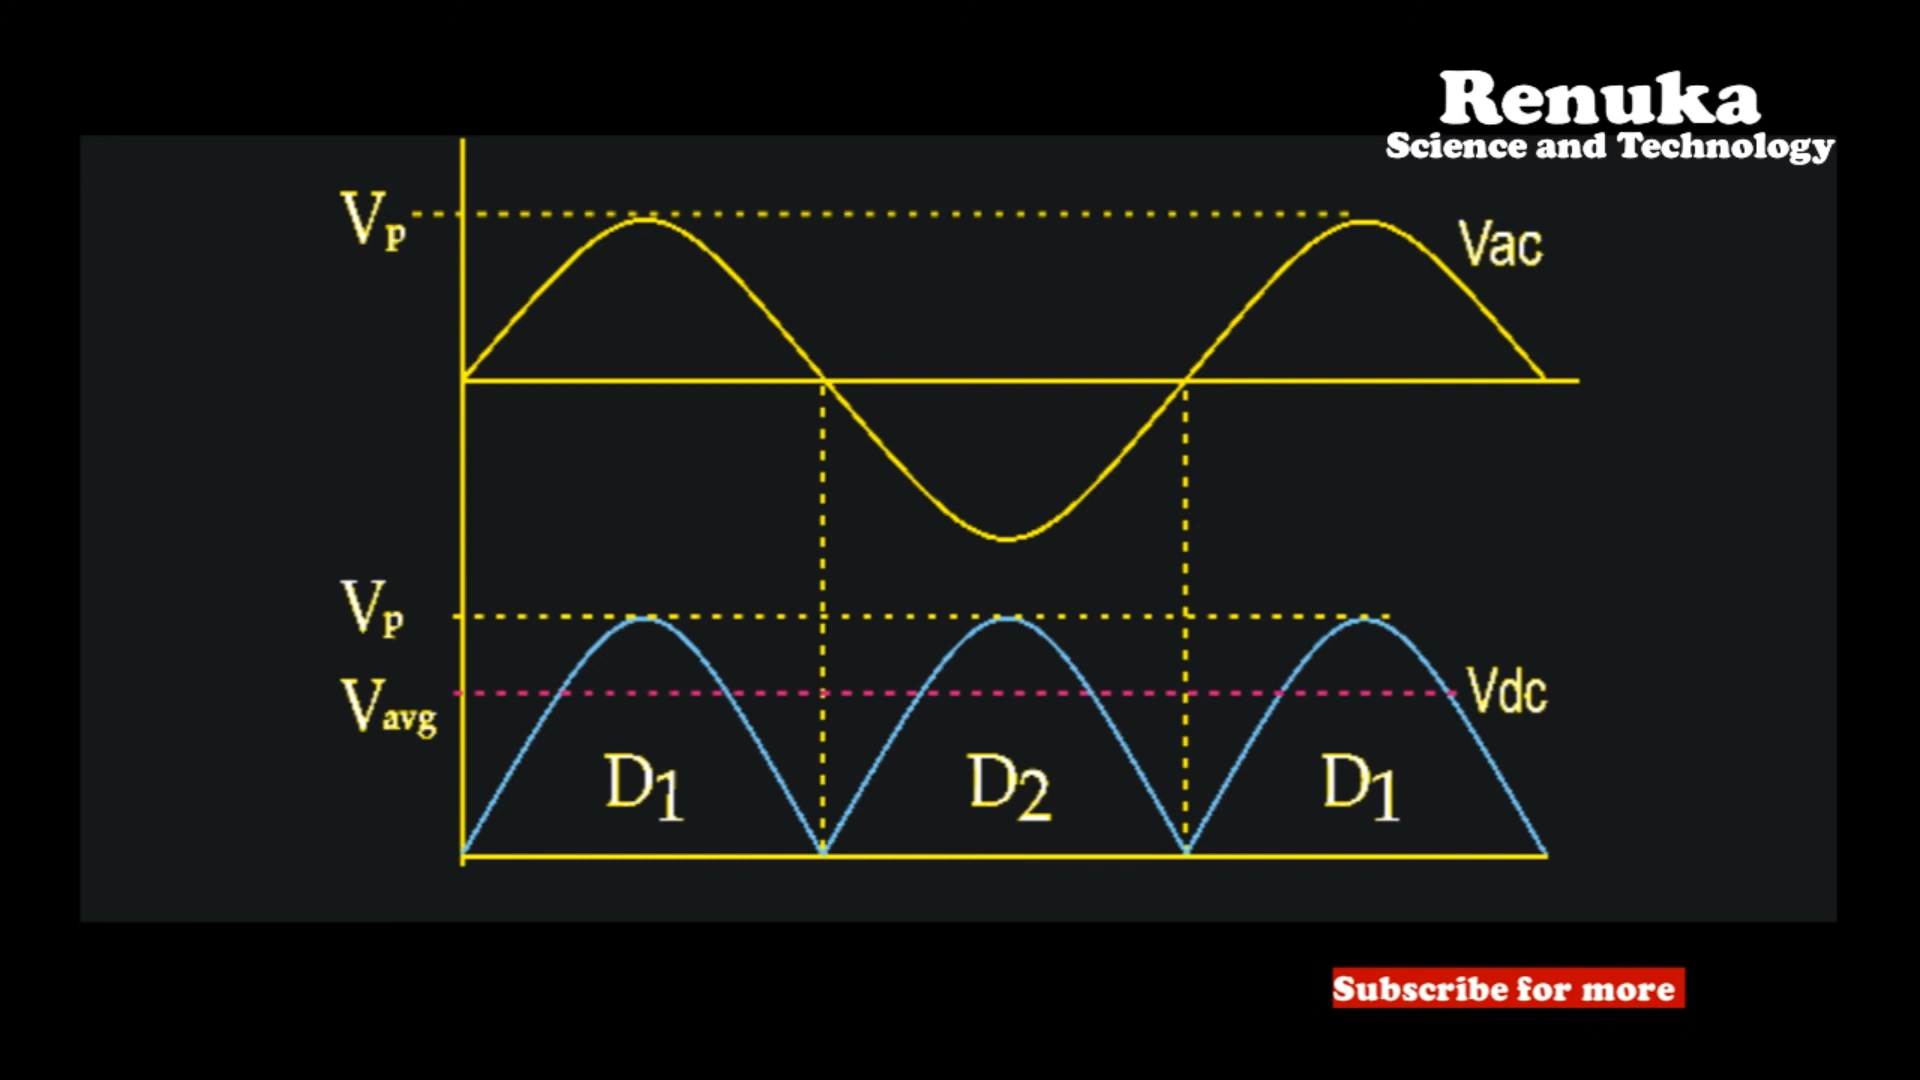 Renuka
Science and Technology
Vp
Vac
Vp
Vavg
Vdc
D1
D2
D1
Subscribe for more